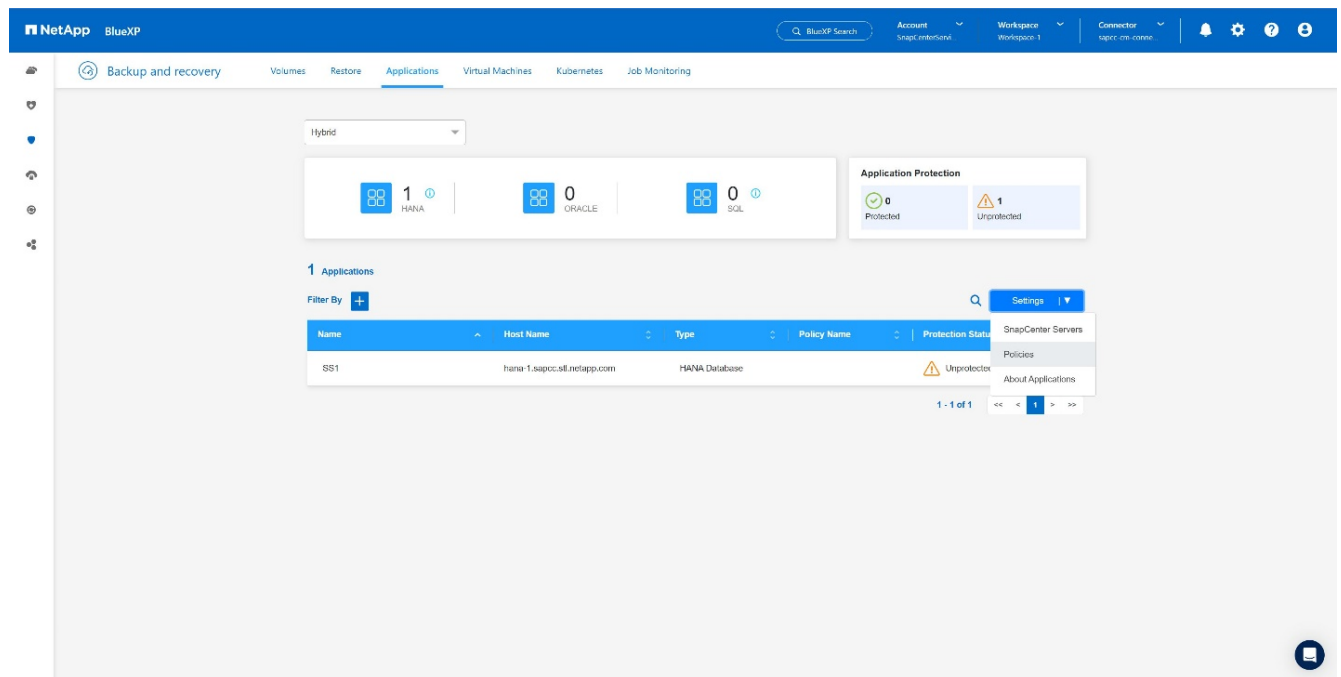 NetApp BlueXP BlueXP Search Account Workspace Connector
SnapCenterServi.. Workspace-1 sapcc-cm-conne...
Backup and recovery Volumes Restore Applications Virtual Machines Kubernetes Job Monitoring
Hybrid
1 HANA
0 ORACLE
0 SQL
Application Protection
0 Protected
1 Unprotected
1 Applications
Filter By + Settings | ▼
SnapCenter Servers
Policies
About Applications
Name Host Name Type Policy Name Protection Statu
SS1 hana-1.sapcc.stl.netapp.com HANA Database Unprotected
1 - 1 of 1 << < 1 > >>